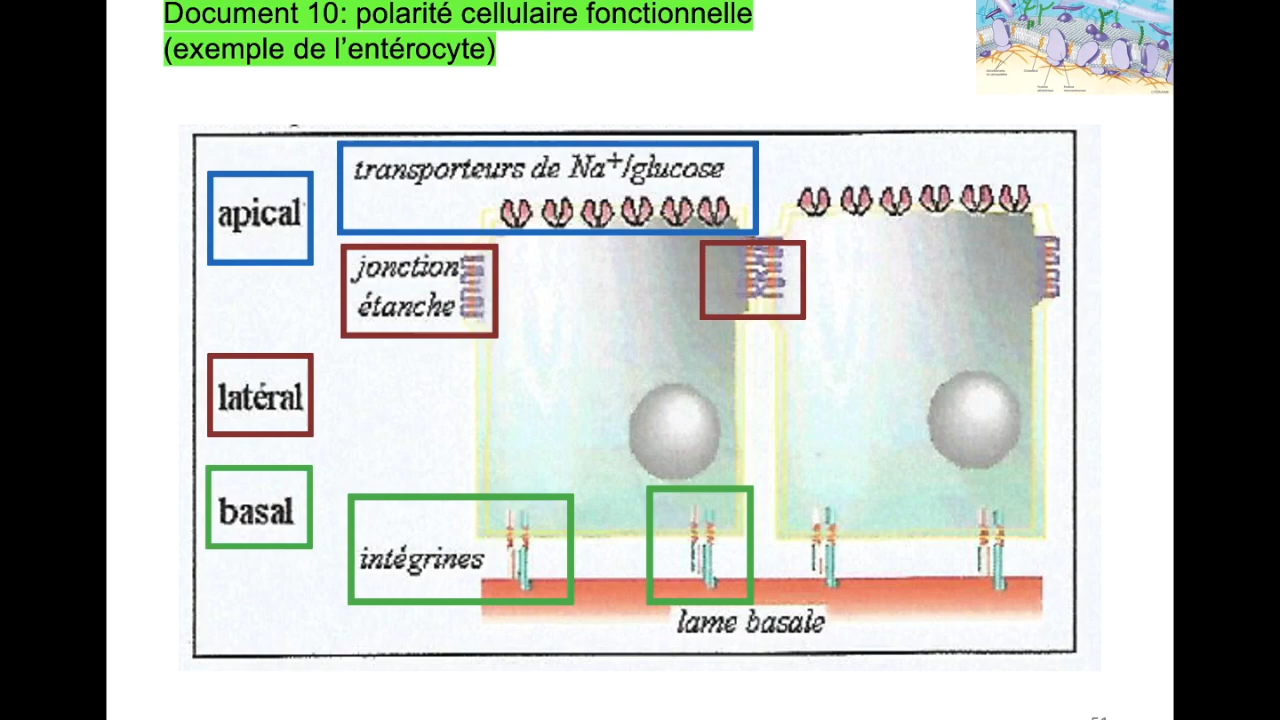 Document 10: polarité cellulaire fonctionnelle
(exemple de l’entérocyte)
transporteurs de Na+/glucose
apical
jonction
étanche
latéral
basal
intégrines
lame basale